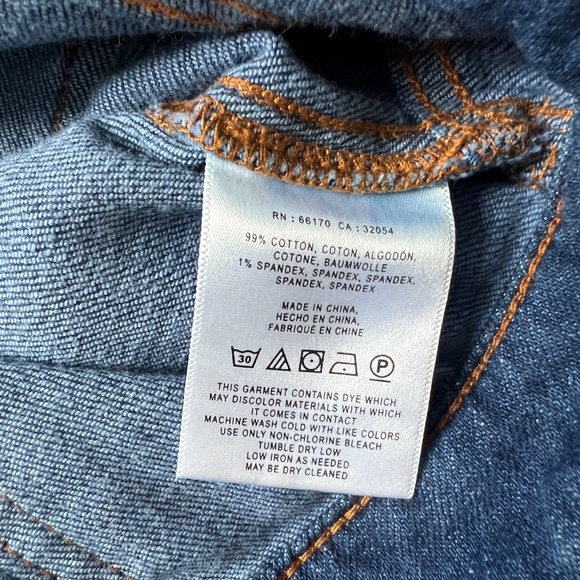 RN : 66170 CA : 32054
99% COTTON, COTON, ALGODÓN,
COTONE, BAUMWOLLE
1% SPANDEX, SPANDEX, SPANDEX,
SPANDEX, SPANDEX
MADE IN CHINA,
HECHO EN CHINA,
FABRIQUÉ EN CHINE
30 P
THIS GARMENT CONTAINS DYE WHICH
MAY DISCOLOR MATERIALS WITH WHICH
IT COMES IN CONTACT
MACHINE WASH COLD WITH LIKE COLORS
USE ONLY NON-CHLORINE BLEACH
TUMBLE DRY LOW
LOW IRON AS NEEDED
MAY BE DRY CLEANED